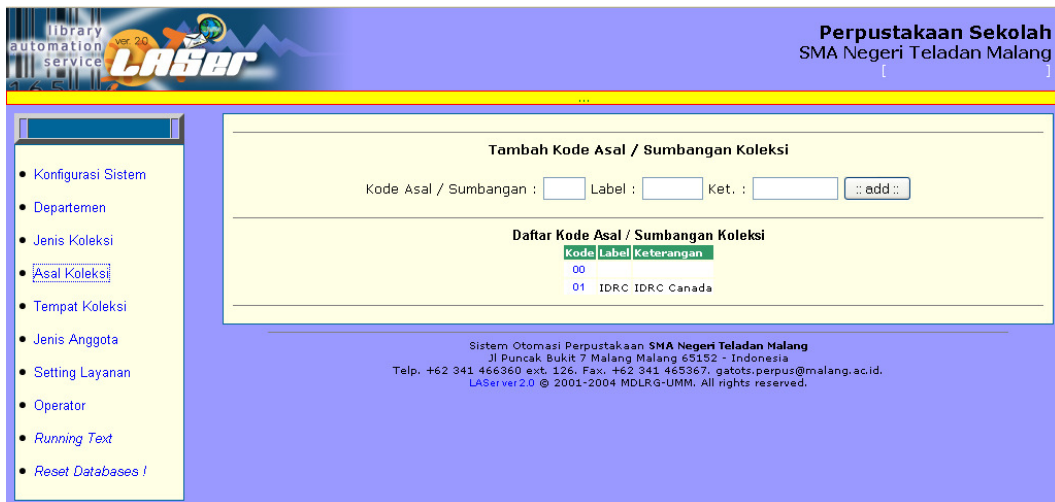 library
automation
service
ver. 2.0
LASer
Perpustakaan Sekolah
SMA Negeri Teladan Malang
[ ]
...
Konfigurasi Sistem
Departemen
Jenis Koleksi
Asal Koleksi
Tempat Koleksi
Jenis Anggota
Setting Layanan
Operator
Running Text
Reset Databases !
Tambah Kode Asal / Sumbangan Koleksi
Kode Asal / Sumbangan : Label : Ket. : :: add ::
Daftar Kode Asal / Sumbangan Koleksi
Kode Label Keterangan
00
01 IDRC IDRC Canada
Sistem Otomasi Perpustakaan SMA Negeri Teladan Malang
Jl Puncak Bukit 7 Malang Malang 65152 - Indonesia
Telp. +62 341 466360 ext. 126. Fax. +62 341 465367. gatots.perpus@malang.ac.id.
LAServer2.0 © 2001-2004 MDLRG-UMM. All rights reserved.